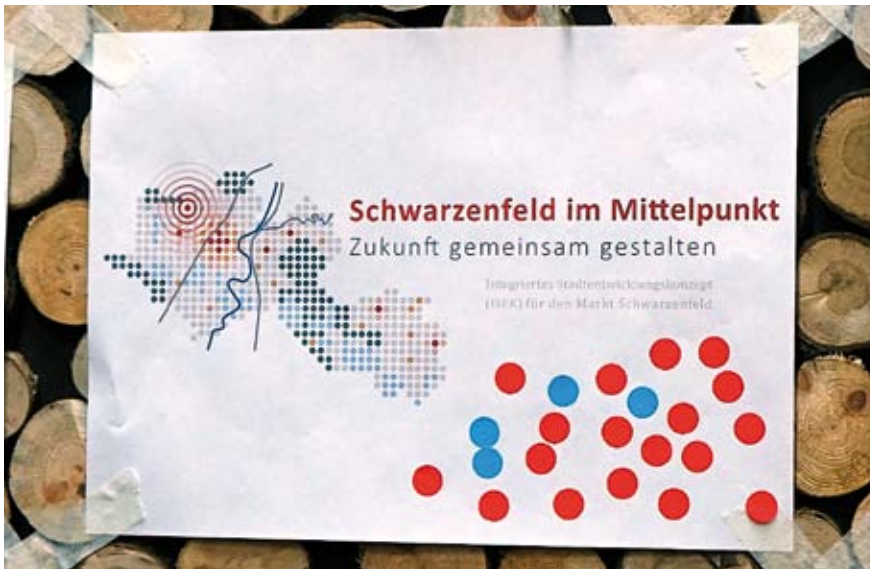 Schwarzenfeld im Mittelpunkt
Zukunft gemeinsam gestalten
Integriertes Stadtentwicklungskonzept
(ISEK) für den Markt Schwarzenfeld